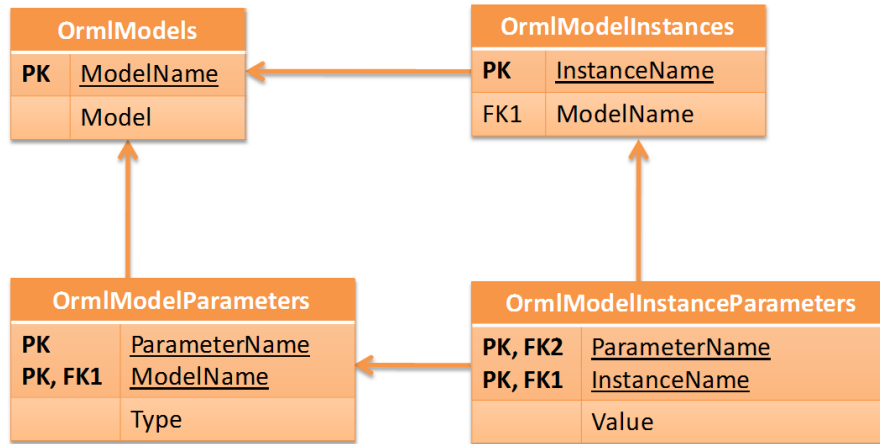 OrmlModels
PK ModelName
Model
OrmlModelInstances
PK InstanceName
FK1 ModelName
OrmlModelParameters
PK ParameterName
PK, FK1 ModelName
Type
OrmlModelInstanceParameters
PK, FK2 ParameterName
PK, FK1 InstanceName
Value